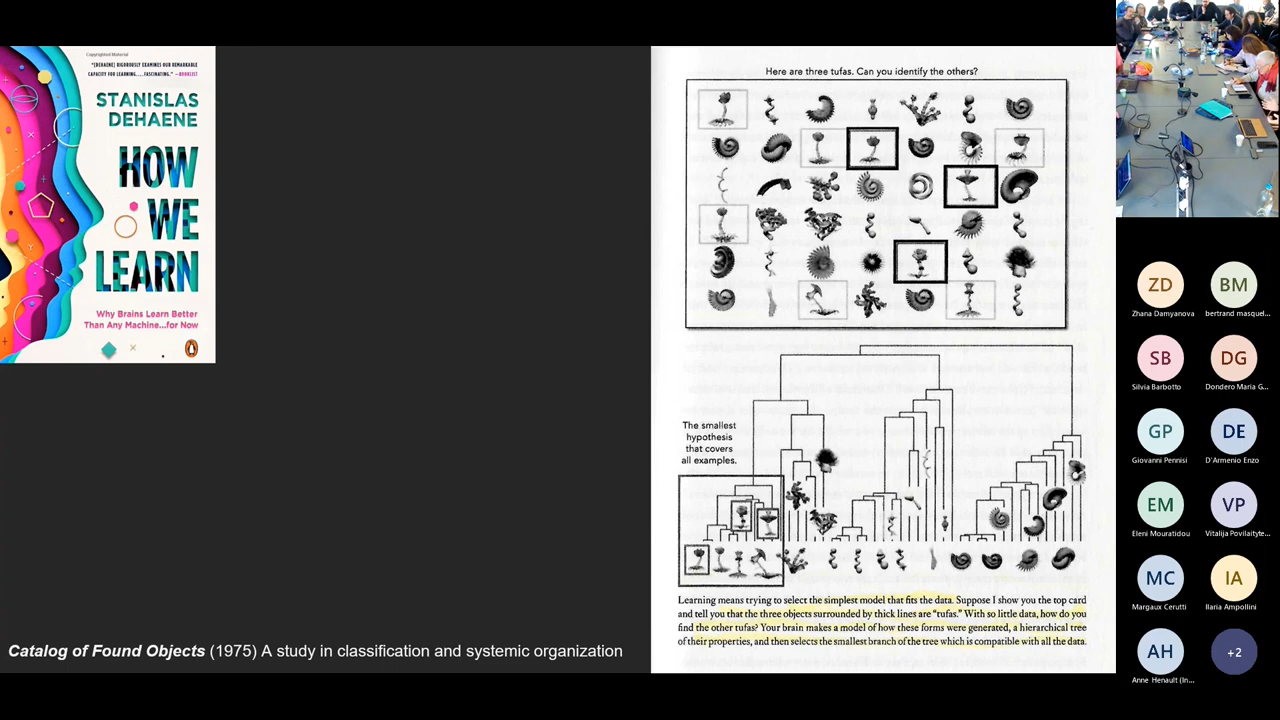 Copyrighted Material
"[DEHAENE] RIGOROUSLY EXAMINES OUR REMARKABLE
CAPACITY FOR LEARNING.....FASCINATING." —BOOKLIST
STANISLAS
DEHAENE
HOW
WE
LEARN
Why Brains Learn Better
Than Any Machine...for Now
Catalog of Found Objects (1975) A study in classification and systemic organization
Here are three tufas. Can you identify the others?
The smallest
hypothesis
that covers
all examples.
Learning means trying to select the simplest model that fits the data. Suppose I show you the top card
and tell you that the three objects surrounded by thick lines are "tufas." With so little data, how do you
find the other tufas? Your brain makes a model of how these forms were generated, a hierarchical tree
of their properties, and then selects the smallest branch of the tree which is compatible with all the data.
ZD
BM
Zhana Damyanova
bertrand masquel...
SB
DG
Silvia Barbotto
Dondero Maria G...
GP
DE
Giovanni Pennisi
D'Armenio Enzo
EM
VP
Eleni Mouratidou
Vitalija Povilaityte...
MC
IA
Margaux Cerutti
Ilaria Ampollini
AH
+2
Anne Henault (In...